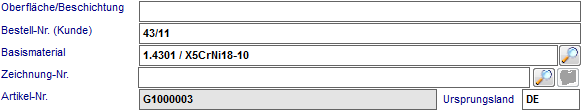 Oberfläche/Beschichtung
Bestell-Nr. (Kunde) 43/11
Basismaterial 1.4301 / X5CrNi18-10
Zeichnung-Nr.
Artikel-Nr. G1000003 Ursprungsland DE